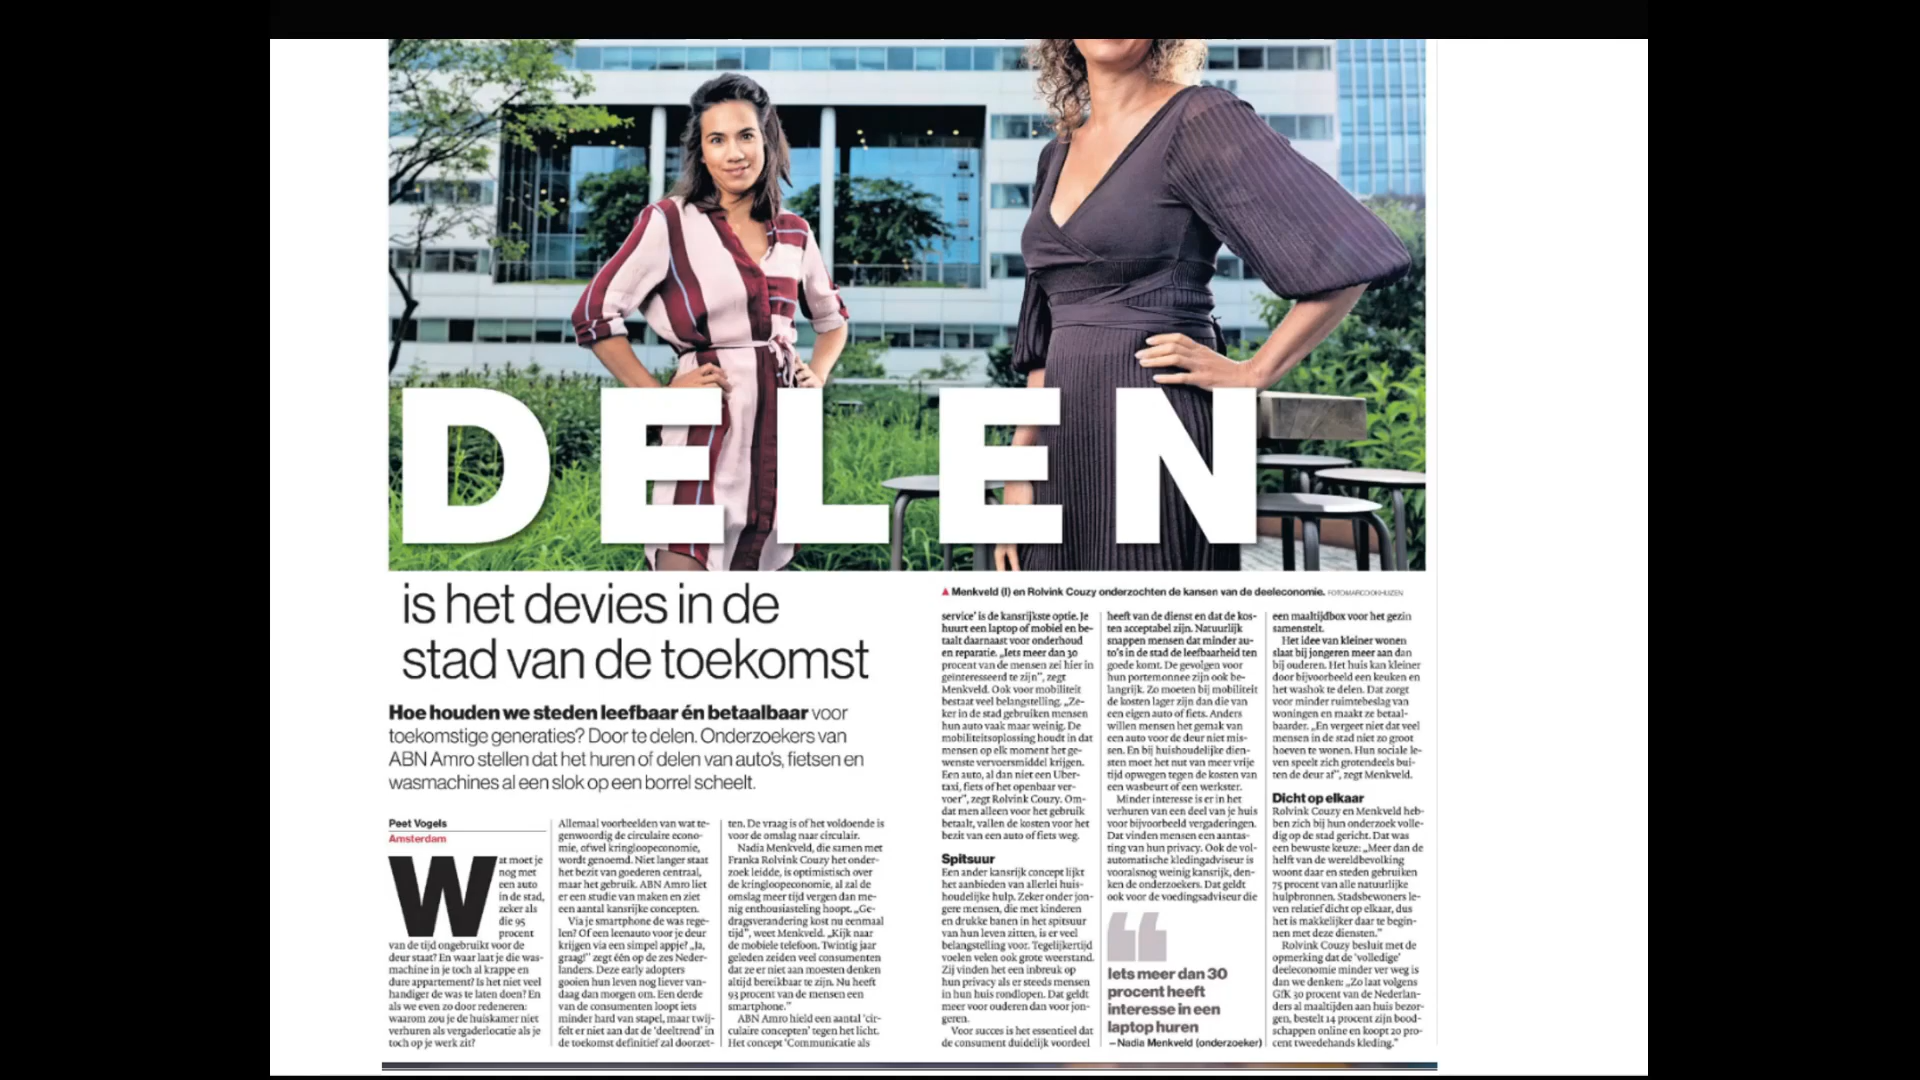 DELEN
is het devies in de
stad van de toekomst
Hoe houden we steden leefbaar én betaalbaar voor
toekomstige generaties? Door te delen. Onderzoekers van
ABN Amro stellen dat het huren of delen van auto's, fietsen en
wasmachines al een slok op een borrel scheelt.
Peet Vogels
Amsterdam
Wat moet je
nog met
een auto
in de stad,
zeker als
die 95
procent
van de tijd ongebruikt voor de
deur staat? En waar laat je die was-
machine in je toch al krappe en
dure appartement? Is het niet veel
handiger de was te laten doen? En
als we even zo door redeneren:
waarom zou je de huiskamer niet
verhuren als vergaderlocatie als je
toch op je werk zit?
Allemaal voorbeelden van wat te-
genwoordig de circulaire econo-
mie, ofwel kringloopeconomie,
wordt genoemd. Niet langer staat
het bezit van goederen centraal,
maar het gebruik. ABN Amro liet
er een studie van maken en ziet
een aantal kansrijke concepten.
Via je smartphone de was rege-
len? Of een leenauto voor je deur
krijgen via een simpel appje? „Ja,
graag!” zegt één op de zes Neder-
landers. Deze early adopters
gooien hun leven nog liever van-
daag dan morgen om. Een derde
van de consumenten loopt iets
minder hard van stapel, maar twij-
felt er niet aan dat de 'deeltrend' in
de toekomst definitief zal doorzet-
ten. De vraag is of het voldoende is
voor de omslag naar circulair.
Nadia Menkveld, die samen met
Franka Rolvink Couzy het onder-
zoek leidde, is optimistisch over
de kringloopeconomie, al zal de
omslag meer tijd vergen dan me-
nig enthousiasteling hoopt. „Ge-
dragsverandering kost nu eenmaal
tijd”, weet Menkveld. „Kijk naar
de mobiele telefoon. Twintig jaar
geleden zeiden veel consumenten
dat ze er niet aan moesten denken
altijd bereikbaar te zijn. Nu heeft
93 procent van de mensen een
smartphone.”
ABN Amro hield een aantal 'cir-
culaire concepten' tegen het licht.
Het concept 'Communicatie als
▲ Menkveld (l) en Rolvink Couzy onderzochten de kansen van de deeleconomie. FOTO MARCO OKHUIZEN
service' is de kansrijkste optie. Je
huurt een laptop of mobiel en be-
taalt daarnaast voor onderhoud
en reparatie. „Iets meer dan 30
procent van de mensen zei hier in
geïnteresseerd te zijn”, zegt
Menkveld. Ook voor mobiliteit
bestaat veel belangstelling. „Ze-
ker in de stad gebruiken mensen
hun auto vaak maar weinig. De
mobiliteitsoplossing houdt in dat
mensen op elk moment het ge-
wenste vervoersmiddel krijgen.
Een auto, al dan niet een Uber-
taxi, fiets of het openbaar ver-
voer”, zegt Rolvink Couzy. Om-
dat men alleen voor het gebruik
betaalt, vallen de kosten voor het
bezit van een auto of fiets weg.
Spitsuur
Een ander kansrijk concept lijkt
het aanbieden van allerlei huis-
houdelijke hulp. Zeker onder jon-
gere mensen, die met kinderen
en drukke banen in het spitsuur
van hun leven zitten, is er veel
belangstelling voor. Tegelijkertijd
voelen velen ook grote weerstand.
Zij vinden het een inbreuk op
hun privacy als er steeds mensen
in hun huis rondlopen. Dat geldt
meer voor ouderen dan voor jon-
geren.
Voor succes is het essentieel dat
de consument duidelijk voordeel
heeft van de dienst en dat de kos-
ten acceptabel zijn. Natuurlijk
snappen mensen dat minder au-
to's in de stad de leefbaarheid ten
goede komt. De gevolgen voor
hun portemonnee zijn ook be-
langrijk. Zo moeten bij mobiliteit
de kosten lager zijn dan die van
een eigen auto of fiets. Anders
willen mensen het gemak van
een auto voor de deur niet mis-
sen. En bij huishoudelijke dien-
sten moet het nut van meer vrije
tijd opwegen tegen de kosten van
een wasbeurt of een werkster.
Minder interesse is er in het
verhuren van een deel van je huis
voor bijvoorbeeld vergaderingen.
Dat vinden mensen een aantas-
ting van hun privacy. Ook de vol-
automatische kledingadviseur is
vooralsnog weinig kansrijk, den-
ken de onderzoekers. Dat geldt
ook voor de voedingsadviseur die
“
Iets meer dan 30
procent heeft
interesse in een
laptop huren
—Nadia Menkveld (onderzoeker)
een maaltijdbox voor het gezin
samenstelt.
Het idee van kleiner wonen
slaat bij jongeren meer aan dan
bij ouderen. Het huis kan kleiner
door bijvoorbeeld een keuken en
het washok te delen. Dat zorgt
voor minder ruimtebeslag van
woningen en maakt ze betaal-
baarder. „En vergeet niet dat veel
mensen in de stad niet zo groot
hoeven te wonen. Hun sociale le-
ven speelt zich grotendeels bui-
ten de deur af”, zegt Menkveld.
Dicht op elkaar
Rolvink Couzy en Menkveld heb-
ben zich bij hun onderzoek volle-
dig op de stad gericht. Dat was
een bewuste keuze: „Meer dan de
helft van de wereldbevolking
woont daar en steden gebruiken
75 procent van alle natuurlijke
hulpbronnen. Stadsbewoners le-
ven relatief dicht op elkaar, dus
het is makkelijker daar te begin-
nen met deze diensten.”
Rolvink Couzy besluit met de
opmerking dat de 'volledige'
deeleconomie minder ver weg is
dan we denken: „Zo laat volgens
GfK 30 procent van de Nederlan-
ders al maaltijden aan huis bezor-
gen, bestelt 14 procent zijn bood-
schappen online en koopt 20 pro-
cent tweedehands kleding.”